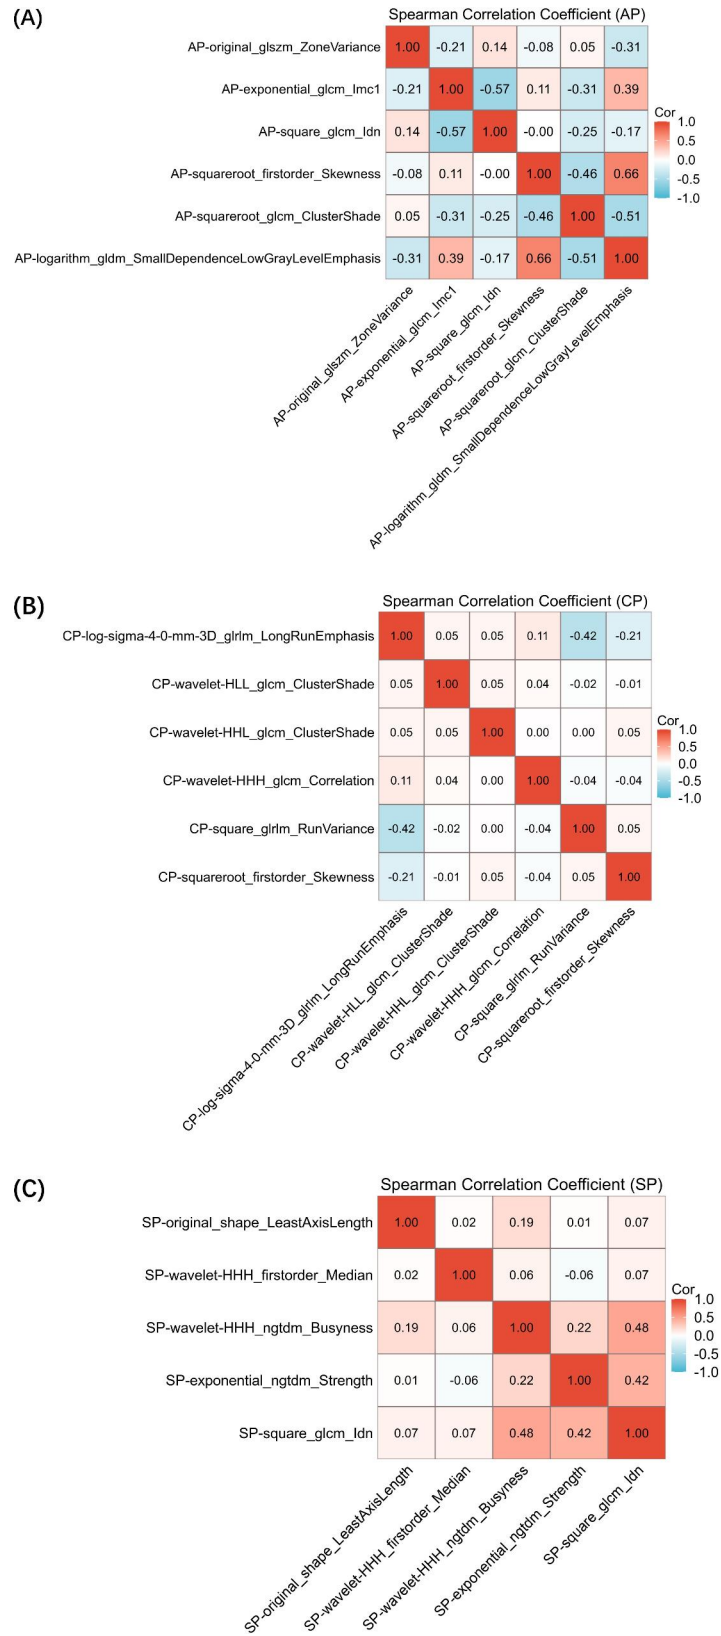 (A)
Spearman Correlation Coefficient (AP)
AP-original_glszm_ZoneVariance 1.00 -0.21 0.14 -0.08 0.05 -0.31
AP-exponential_glcm_Imc1 -0.21 1.00 -0.57 0.11 -0.31 0.39
AP-square_glcm_Idn 0.14 -0.57 1.00 -0.00 -0.25 -0.17
AP-squareroot_firstorder_Skewness -0.08 0.11 -0.00 1.00 -0.46 0.66
AP-squareroot_glcm_ClusterShade 0.05 -0.31 -0.25 -0.46 1.00 -0.51
AP-logarithm_gldm_SmallDependenceLowGrayLevelEmphasis -0.31 0.39 -0.17 0.66 -0.51 1.00
Cor
1.0
0.5
0.0
-0.5
-1.0
AP-original_glszm_ZoneVariance
AP-exponential_glcm_Imc1
AP-square_glcm_Idn
AP-squareroot_firstorder_Skewness
AP-squareroot_glcm_ClusterShade
AP-logarithm_gldm_SmallDependenceLowGrayLevelEmphasis
(B)
Spearman Correlation Coefficient (CP)
CP-log-sigma-4-0-mm-3D_glrlm_LongRunEmphasis 1.00 0.05 0.05 0.11 -0.42 -0.21
CP-wavelet-HLL_glcm_ClusterShade 0.05 1.00 0.05 0.04 -0.02 -0.01
CP-wavelet-HHL_glcm_ClusterShade 0.05 0.05 1.00 0.00 0.00 0.05
CP-wavelet-HHH_glcm_Correlation 0.11 0.04 0.00 1.00 -0.04 -0.04
CP-square_glrlm_RunVariance -0.42 -0.02 0.00 -0.04 1.00 0.05
CP-squareroot_firstorder_Skewness -0.21 -0.01 0.05 -0.04 0.05 1.00
Cor
1.0
0.5
0.0
-0.5
-1.0
CP-log-sigma-4-0-mm-3D_glrlm_LongRunEmphasis
CP-wavelet-HLL_glcm_ClusterShade
CP-wavelet-HHL_glcm_ClusterShade
CP-wavelet-HHH_glcm_Correlation
CP-square_glrlm_RunVariance
CP-squareroot_firstorder_Skewness
(C)
Spearman Correlation Coefficient (SP)
SP-original_shape_LeastAxisLength 1.00 0.02 0.19 0.01 0.07
SP-wavelet-HHH_firstorder_Median 0.02 1.00 0.06 -0.06 0.07
SP-wavelet-HHH_ngtdm_Busyness 0.19 0.06 1.00 0.22 0.48
SP-exponential_ngtdm_Strength 0.01 -0.06 0.22 1.00 0.42
SP-square_glcm_Idn 0.07 0.07 0.48 0.42 1.00
Cor
1.0
0.5
0.0
-0.5
-1.0
SP-original_shape_LeastAxisLength
SP-wavelet-HHH_firstorder_Median
SP-wavelet-HHH_ngtdm_Busyness
SP-exponential_ngtdm_Strength
SP-square_glcm_Idn